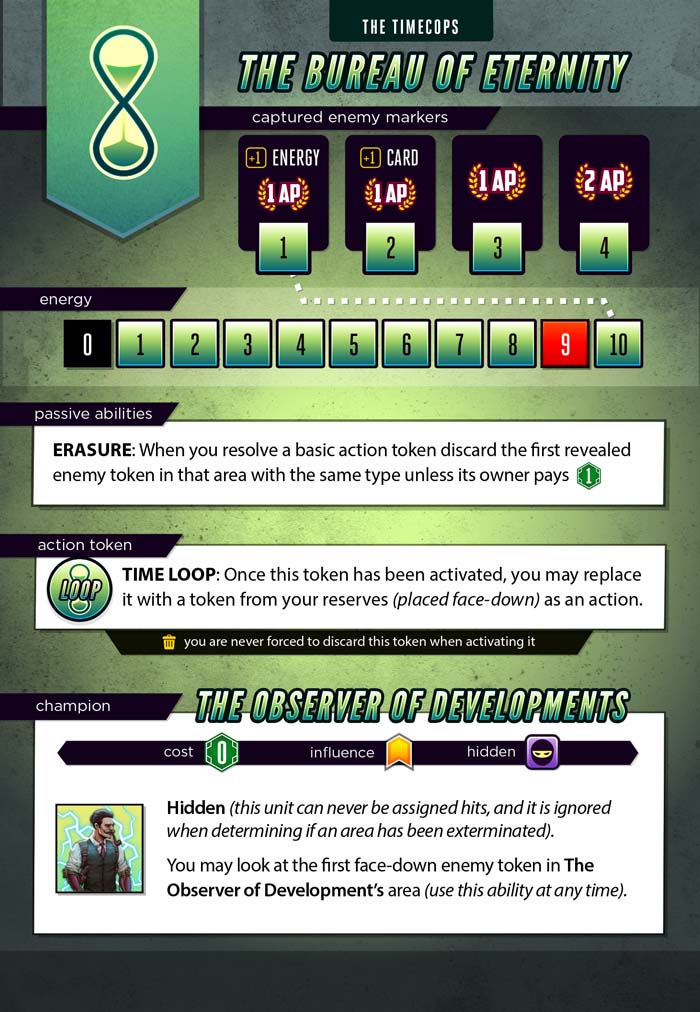 THE TIMECOPS
THE BUREAU OF ETERNITY
captured enemy markers
+1 ENERGY
1 AP
1
+1 CARD
1 AP
2
1 AP
3
2 AP
4
energy
0 1 2 3 4 5 6 7 8 9 10
passive abilities
ERASURE: When you resolve a basic action token discard the first revealed
enemy token in that area with the same type unless its owner pays 1
action token
LOOP
TIME LOOP: Once this token has been activated, you may replace
it with a token from your reserves (placed face-down) as an action.
you are never forced to discard this token when activating it
champion
THE OBSERVER OF DEVELOPMENTS
cost 0 influence hidden
Hidden (this unit can never be assigned hits, and it is ignored
when determining if an area has been exterminated).
You may look at the first face-down enemy token in The
Observer of Development's area (use this ability at any time).